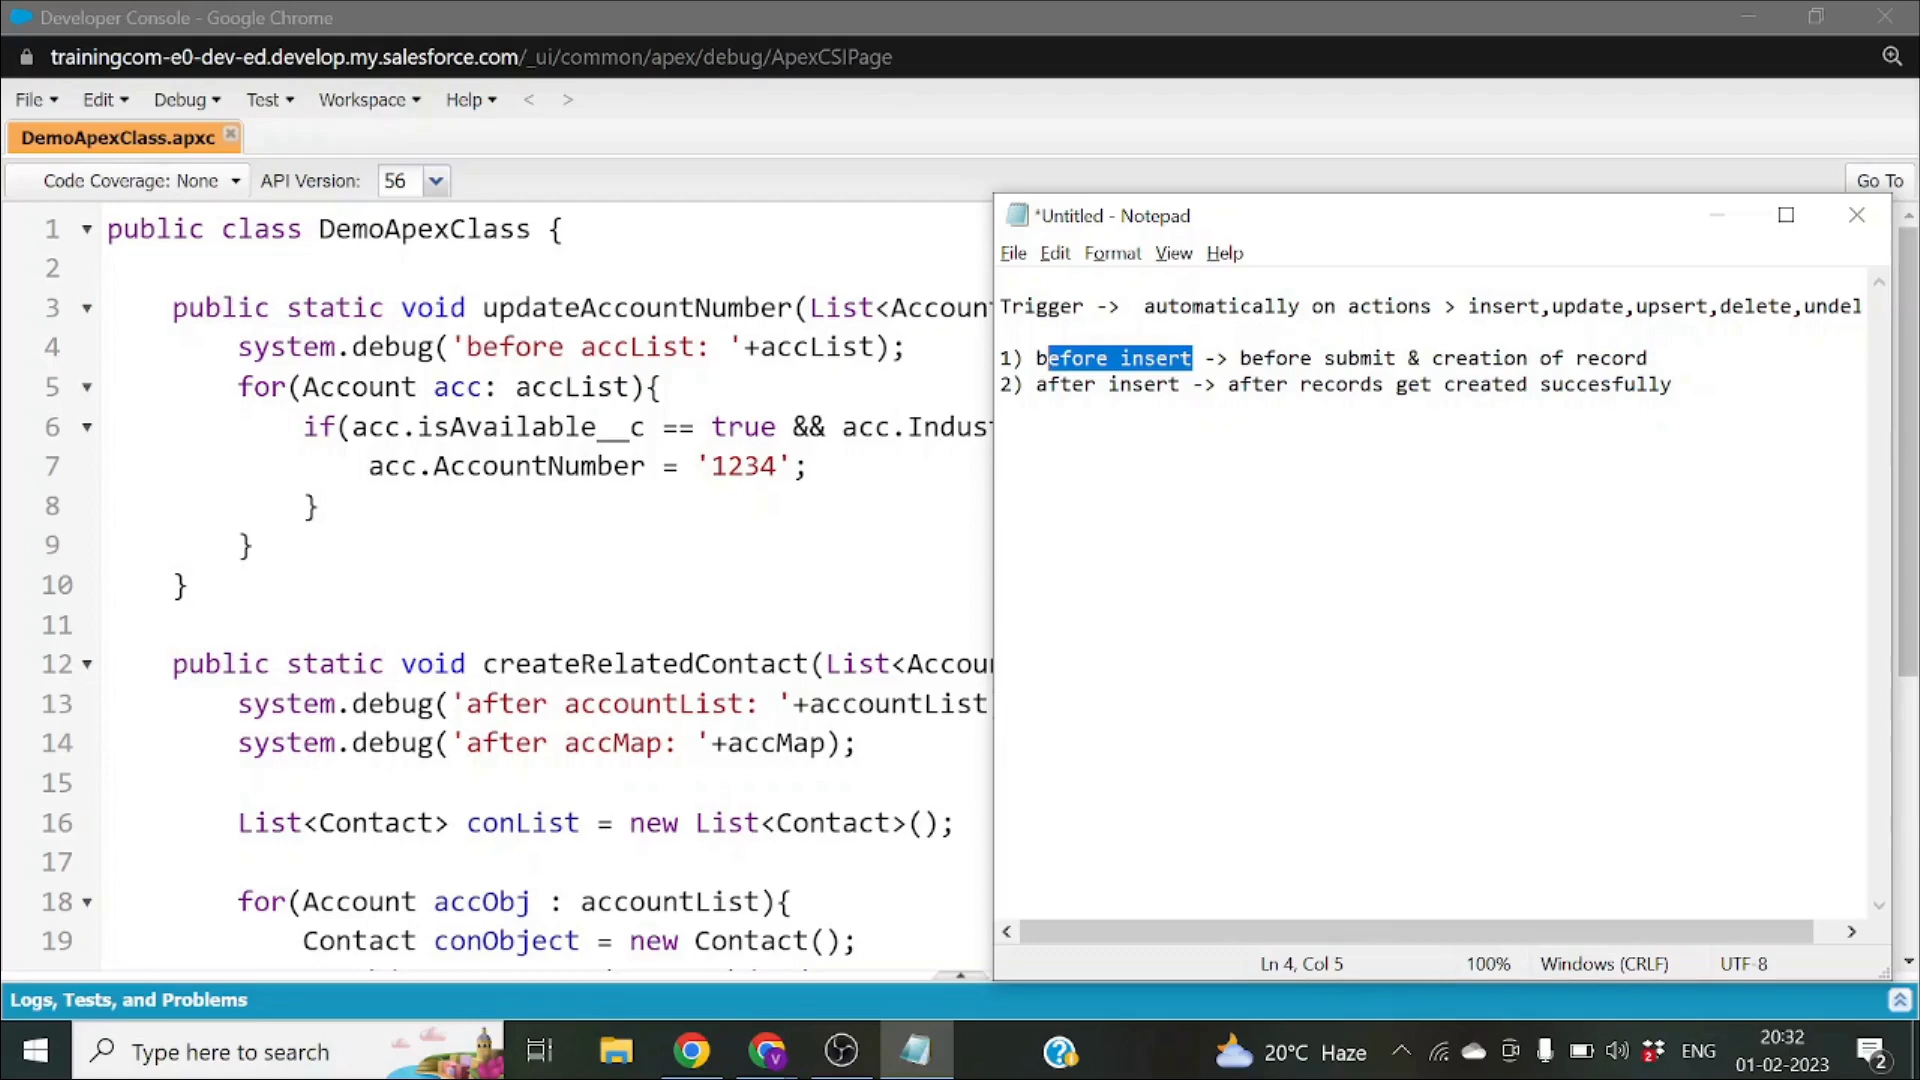 Developer Console - Google Chrome
trainingcom-e0-dev-ed.develop.my.salesforce.com/_ui/common/apex/debug/ApexCSIPage
File Edit Debug Test Workspace Help < >
DemoApexClass.apxc
Code Coverage: None API Version: 56 Go To
1 public class DemoApexClass {
2
3 public static void updateAccountNumber(List<Accoun
4 system.debug('before accList: '+accList);
5 for(Account acc: accList){
6 if(acc.isAvailable__c == true && acc.Indus
7 acc.AccountNumber = '1234';
8 }
9 }
10 }
11
12 public static void createRelatedContact(List<Accou
13 system.debug('after accountList: '+accountList
14 system.debug('after accMap: '+accMap);
15
16 List<Contact> conList = new List<Contact>();
17
18 for(Account accObj : accountList){
19 Contact conObject = new Contact();
*Untitled - Notepad
File Edit Format View Help
Trigger -> automatically on actions > insert,update,upsert,delete,undel
1) before insert -> before submit & creation of record
2) after insert -> after records get created succesfully
Ln 4, Col 5 100% Windows (CRLF) UTF-8
Logs, Tests, and Problems
Type here to search
20°C Haze
ENG
20:32
01-02-2023
2
2